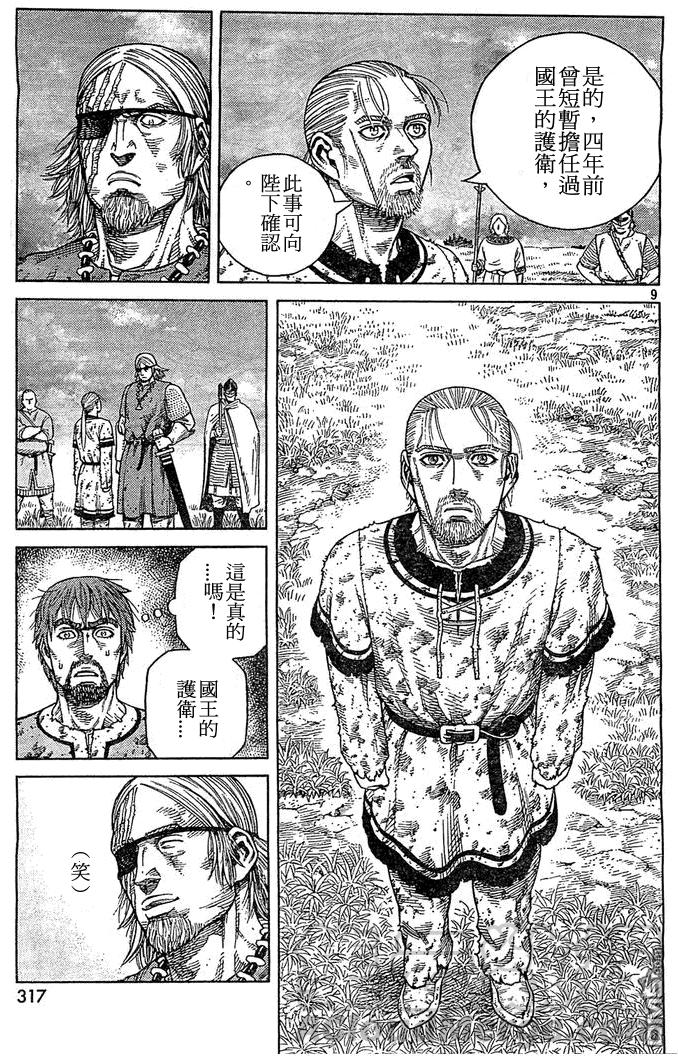 是的，四年前
曾短暫擔任過
國王的護衛，
此事可向
陛下確認
。
9
這是真的
……嗎！
國王的
護衛……
（笑）
317